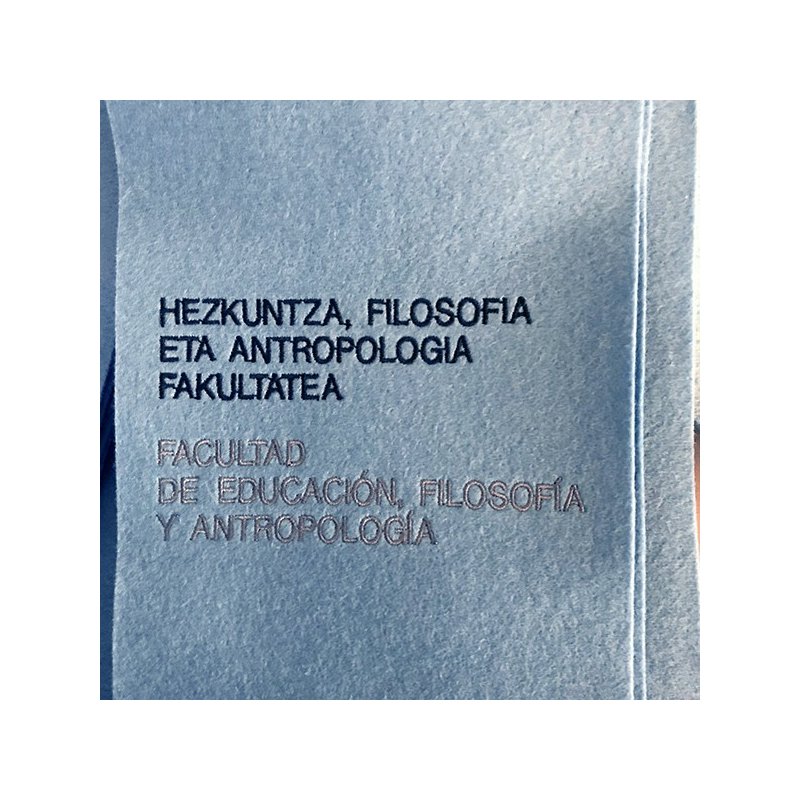 HEZKUNTZA, FILOSOFIA
ETA ANTROPOLOGIA
FAKULTATEA
FACULTAD
DE EDUCACIÓN, FILOSOFÍA
Y ANTROPOLOGÍA